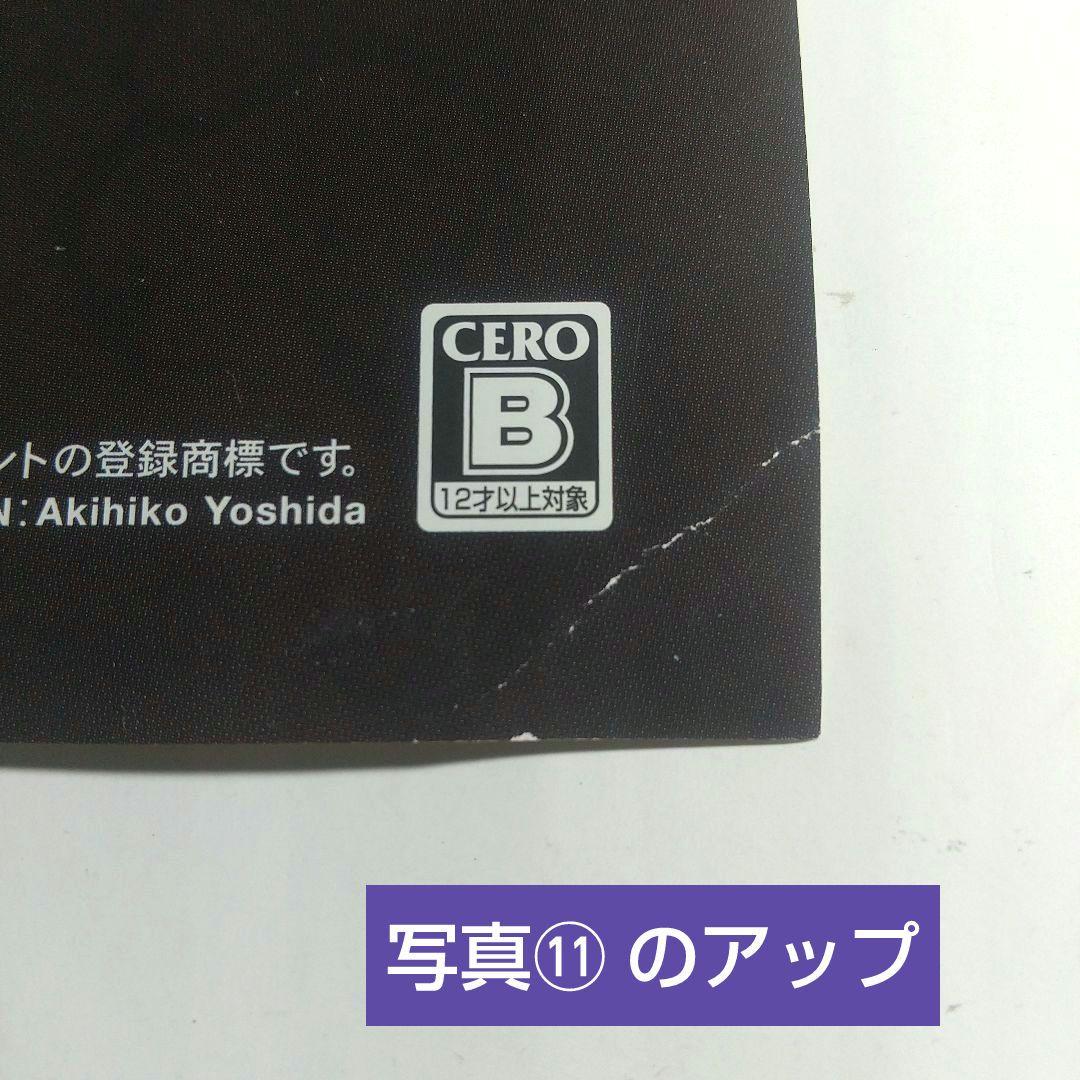 CERO
B
12才以上対象
ントの登録商標です。
N:Akihiko Yoshida
写真⑪ のアップ